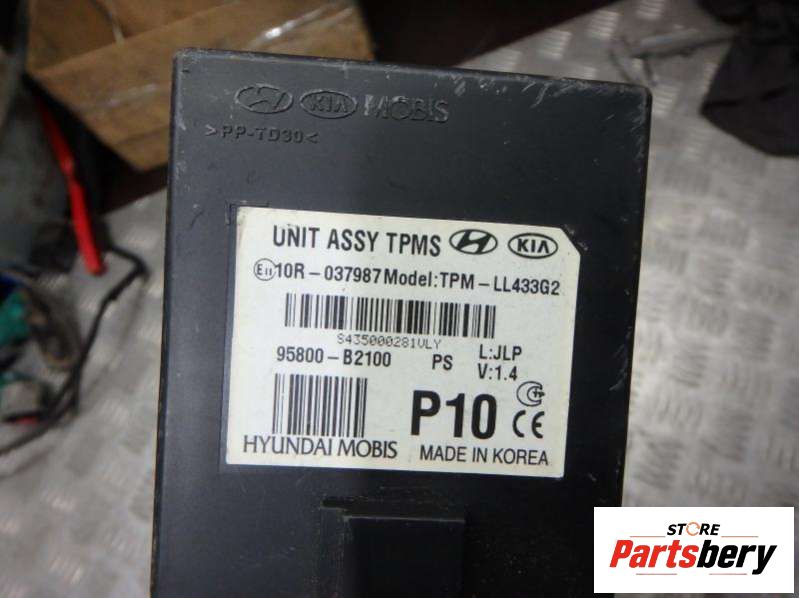 KIA MOBIS
>PP-TD30<
UNIT ASSY TPMS KIA
E11 10R-037987 Model:TPM-LL433G2
S435000281VLY
95800-B2100 PS L:JLP
V:1.4
P10 CE
HYUNDAI MOBIS MADE IN KOREA
STORE
Partsbery